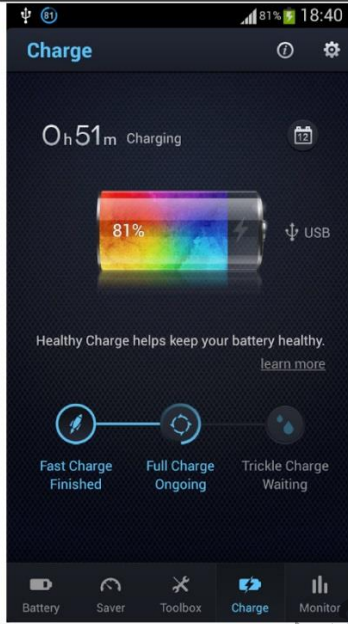 81 81% 18:40
Charge i
0h51m Charging 12
81% USB
Healthy Charge helps keep your battery healthy.
learn more
Fast Charge Full Charge Trickle Charge
Finished Ongoing Waiting
Battery Saver Toolbox Charge Monitor